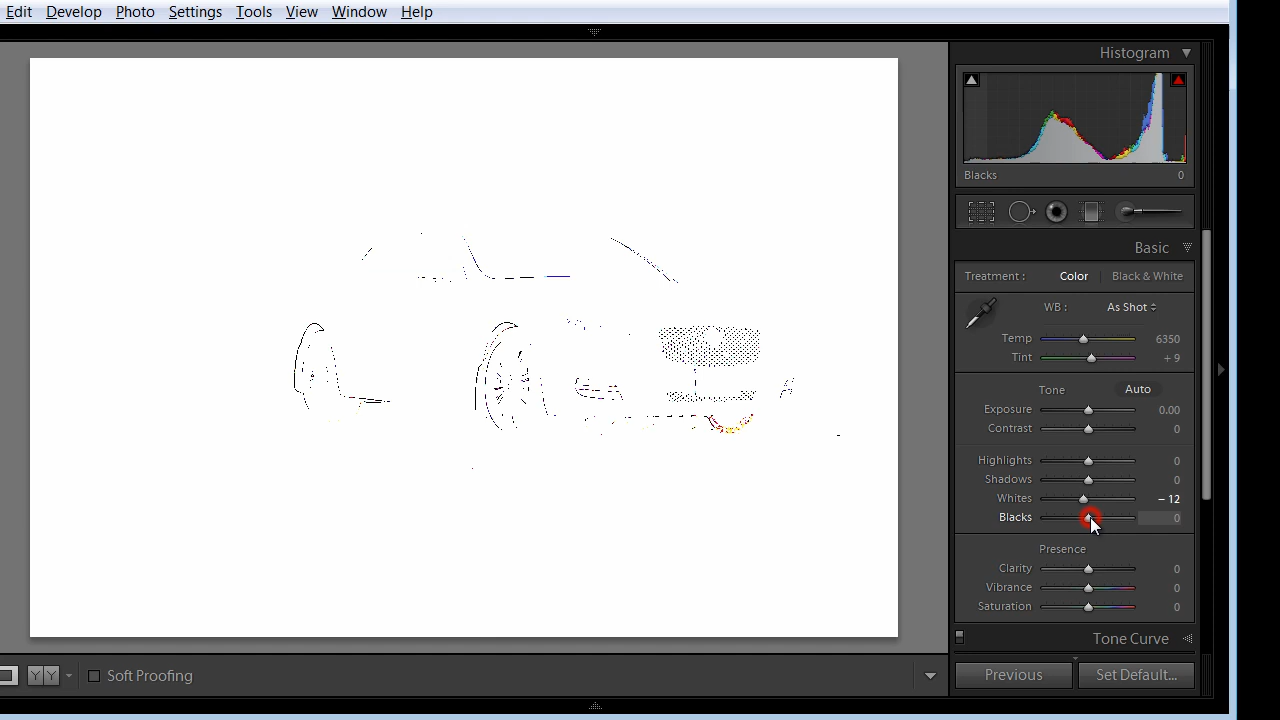 Edit Develop Photo Settings Tools View Window Help
Histogram
Blacks 0
Basic
Treatment : Color Black & White
WB : As Shot
Temp 6350
Tint + 9
Tone Auto
Exposure 0.00
Contrast 0
Highlights 0
Shadows 0
Whites – 12
Blacks 0
Presence
Clarity 0
Vibrance 0
Saturation 0
Tone Curve
Y Y Soft Proofing
Previous Set Default...